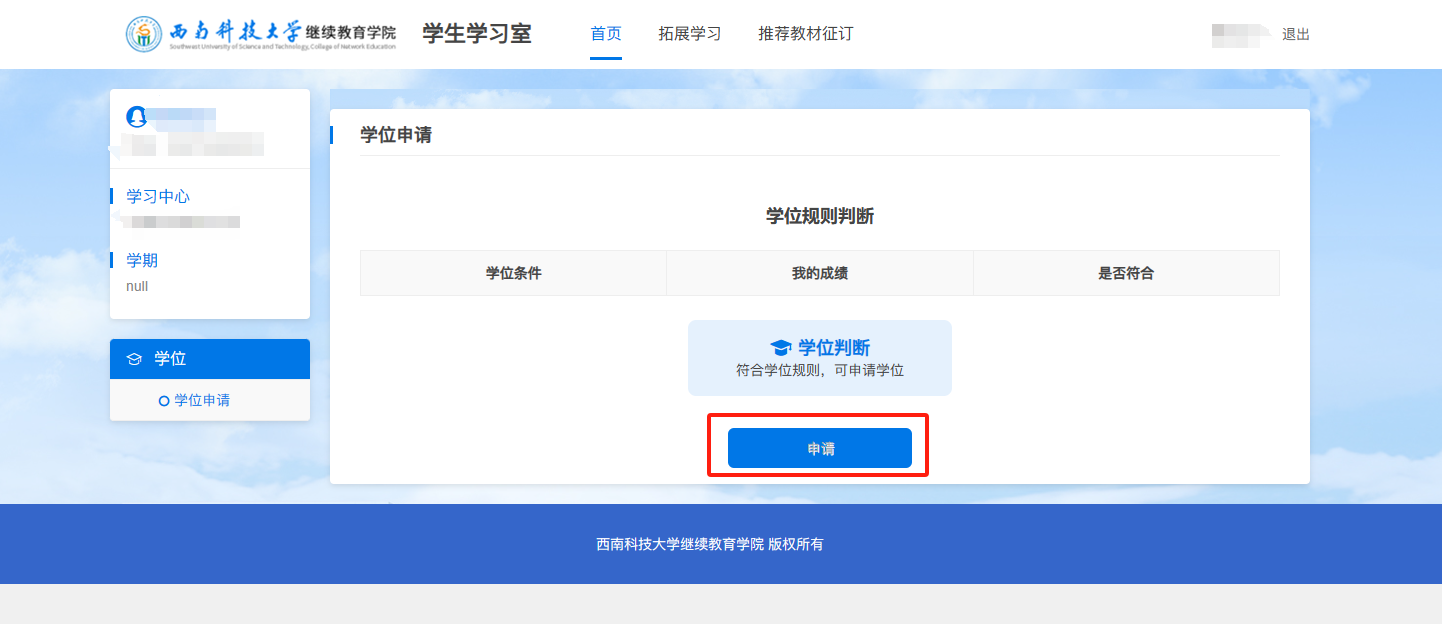 西南科技大学继续教育学院
Southwest University of Science and Technology, College of Network Education
学生学习室
首页
拓展学习
推荐教材征订
退出
学习中心
学期
null
学位
学位申请
学位申请
学位规则判断
学位条件
我的成绩
是否符合
学位判断
符合学位规则，可申请学位
申请
西南科技大学继续教育学院 版权所有